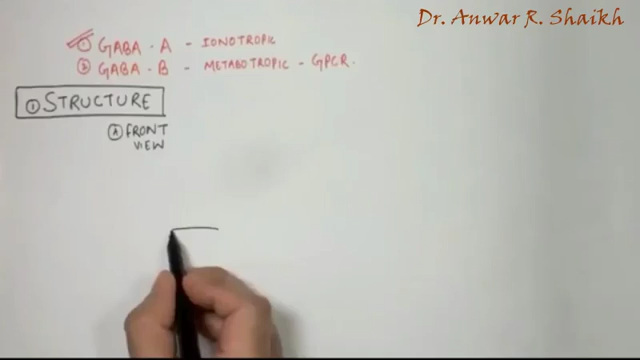 Dr. Anwar R. Shaikh
① GABA - A - IONOTROPIC
② GABA - B - METABOTROPIC - GPCR.
① STRUCTURE
Ⓐ FRONT
VIEW